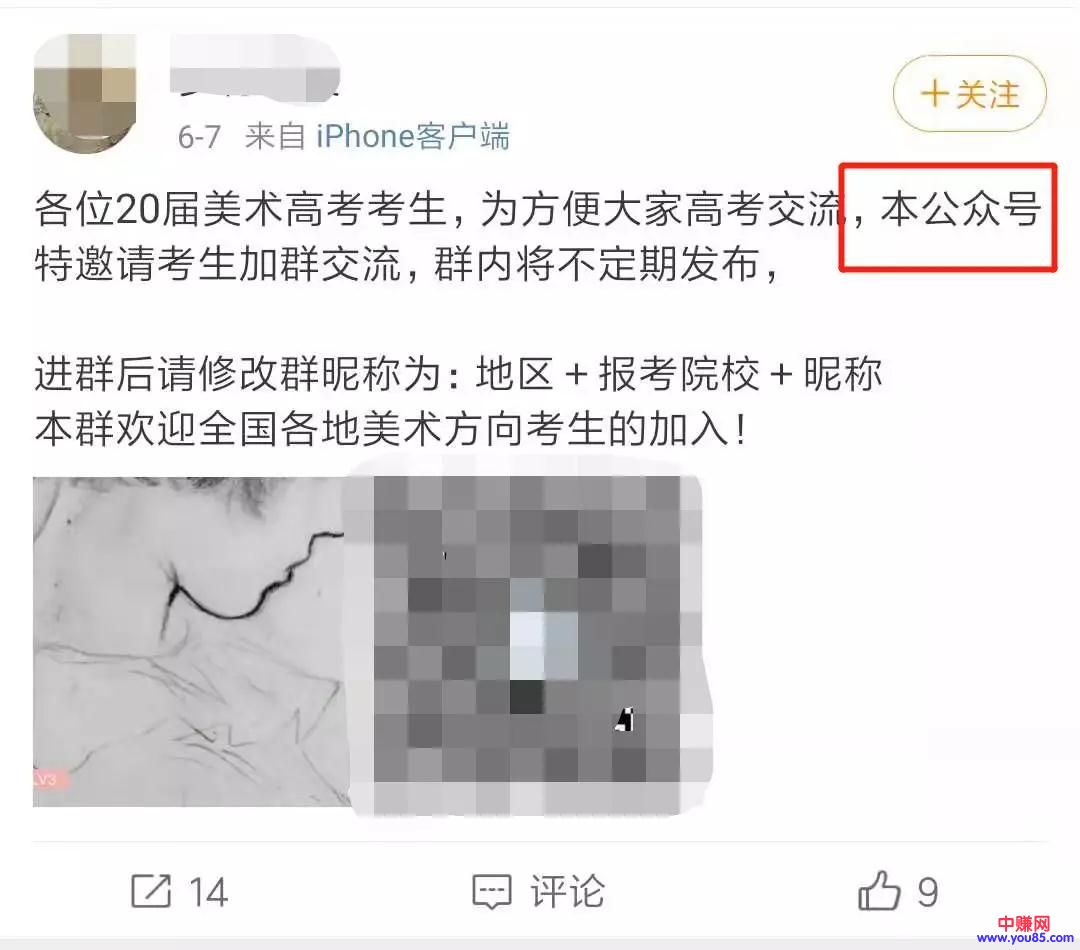 +关注
6-7 来自 iPhone客户端
各位20届美术高考考生，为方便大家高考交流，本公众号
特邀请考生加群交流，群内将不定期发布，
进群后请修改群昵称为：地区＋报考院校＋昵称
本群欢迎全国各地美术方向考生的加入！
LV3
14 评论 9
中赚网
www.you85.com